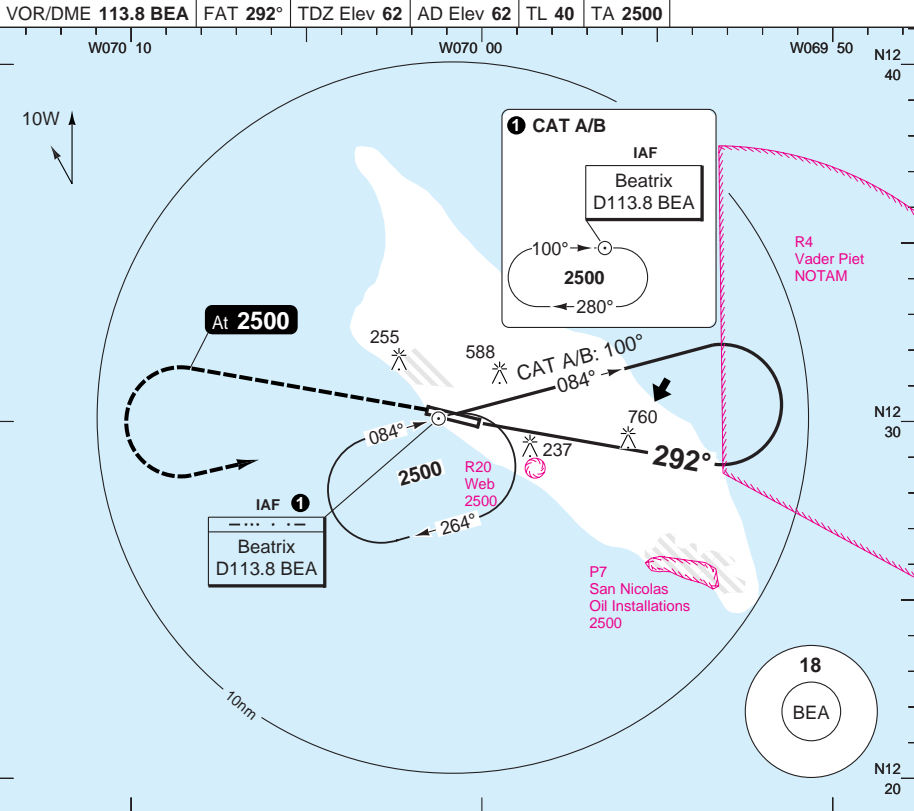 VOR/DME 113.8 BEA FAT 292° TDZ Elev 62 AD Elev 62 TL 40 TA 2500
W070 10
W070 00
W069 50
N12
40
10W
1 CAT A/B
IAF
Beatrix
D113.8 BEA
100°
2500
280°
R4
Vader Piet
NOTAM
At 2500
255
588
CAT A/B: 100°
084°
760
N12
30
084°
237
292°
2500
R20
Web
2500
264°
IAF 1
Beatrix
D113.8 BEA
P7
San Nicolas
Oil Installations
2500
18
BEA
10nm
N12
20